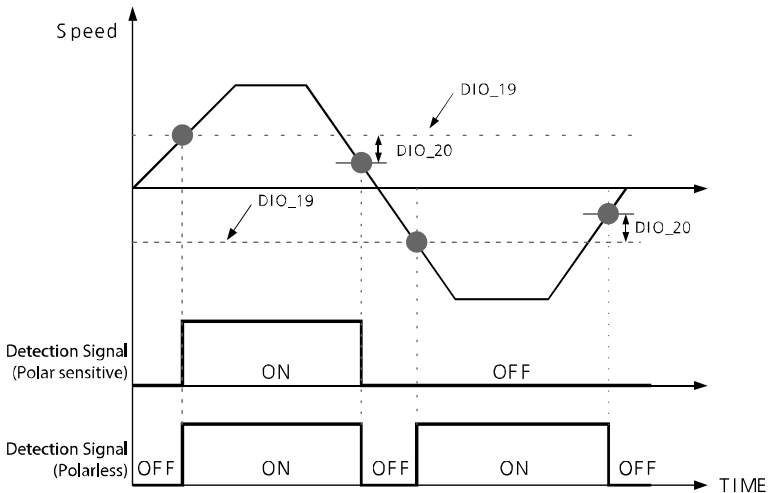 Speed
DIO_19
DIO_20
DIO_19
DIO_20
Detection Signal
(Polar sensitive)
ON
OFF
Detection Signal
(Polarless)
OFF
ON
OFF
ON
OFF
TIME